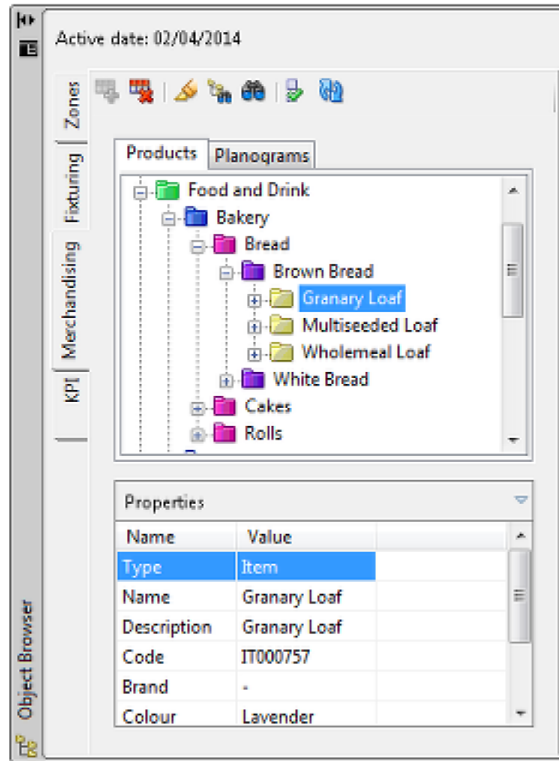 Active date: 02/04/2014
Zones
Fixturing
Merchandising
KPI
Products Planograms
Food and Drink
Bakery
Bread
Brown Bread
Granary Loaf
Multiseeded Loaf
Wholemeal Loaf
White Bread
Cakes
Rolls
Properties
Name Value
Type Item
Name Granary Loaf
Description Granary Loaf
Code IT000757
Brand -
Colour Lavender
Object Browser